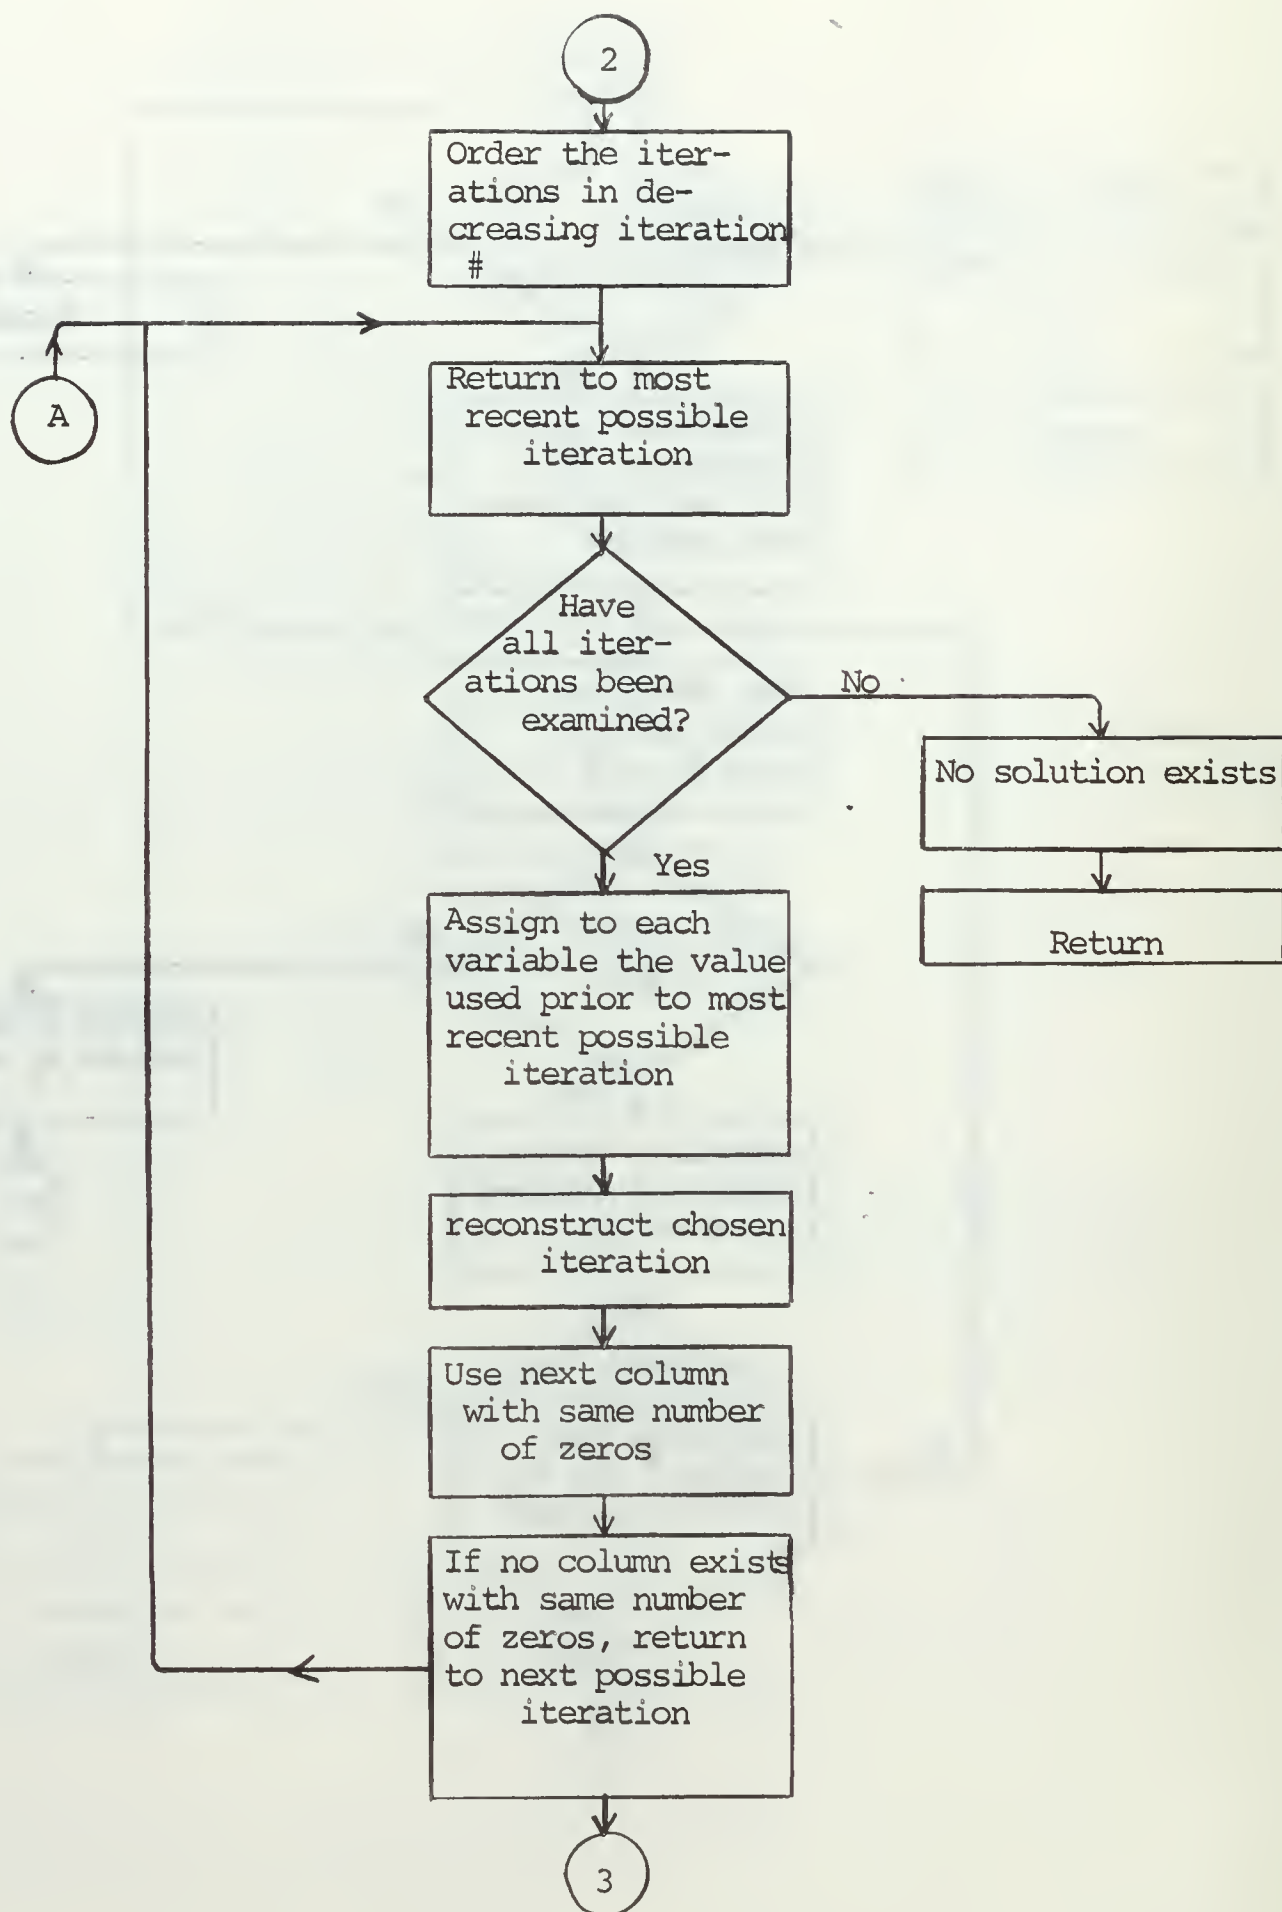 2
Order the iter-
ations in de-
creasing iteration
#
A
Return to most
recent possible
iteration
Have
all iter-
ations been
examined?
No
No solution exists
Return
Yes
Assign to each
variable the value
used prior to most
recent possible
iteration
reconstruct chosen
iteration
Use next column
with same number
of zeros
If no column exists
with same number
of zeros, return
to next possible
iteration
3